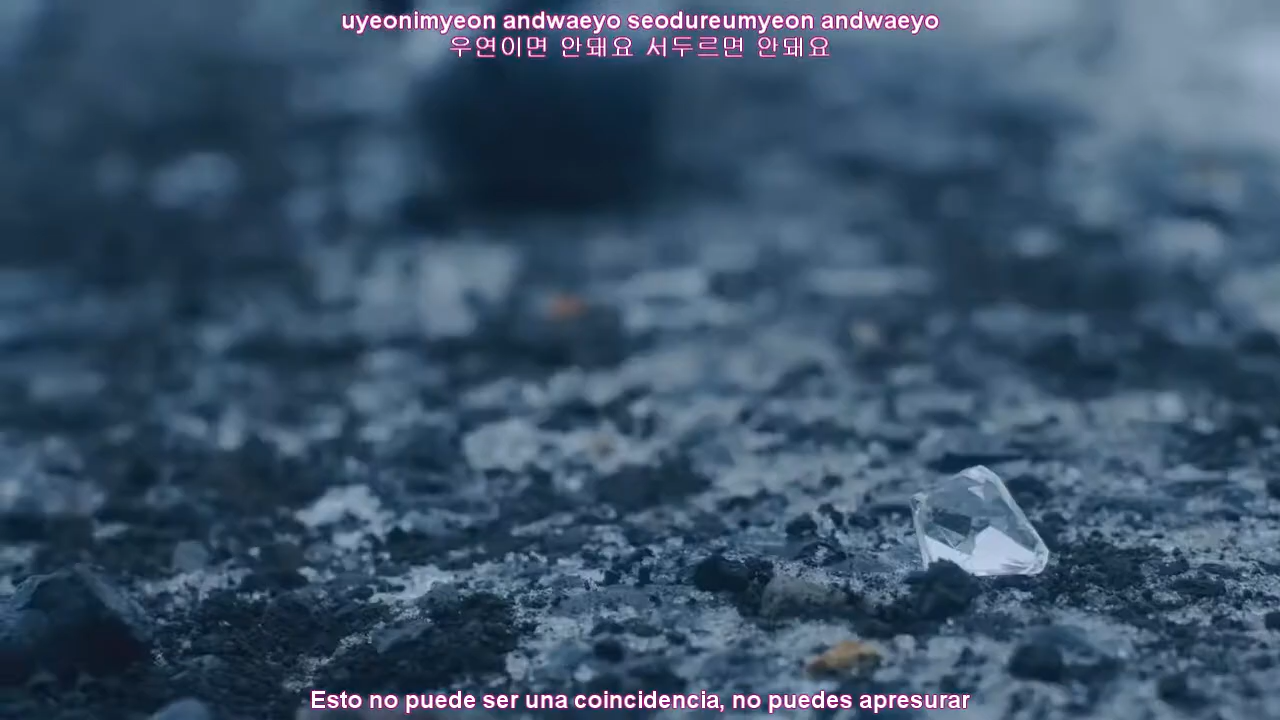 uyeonimyeon andwaeyo seodureumyeon andwaeyo
우연이면 안돼요 서두르면 안돼요
Esto no puede ser una coincidencia, no puedes apresurar